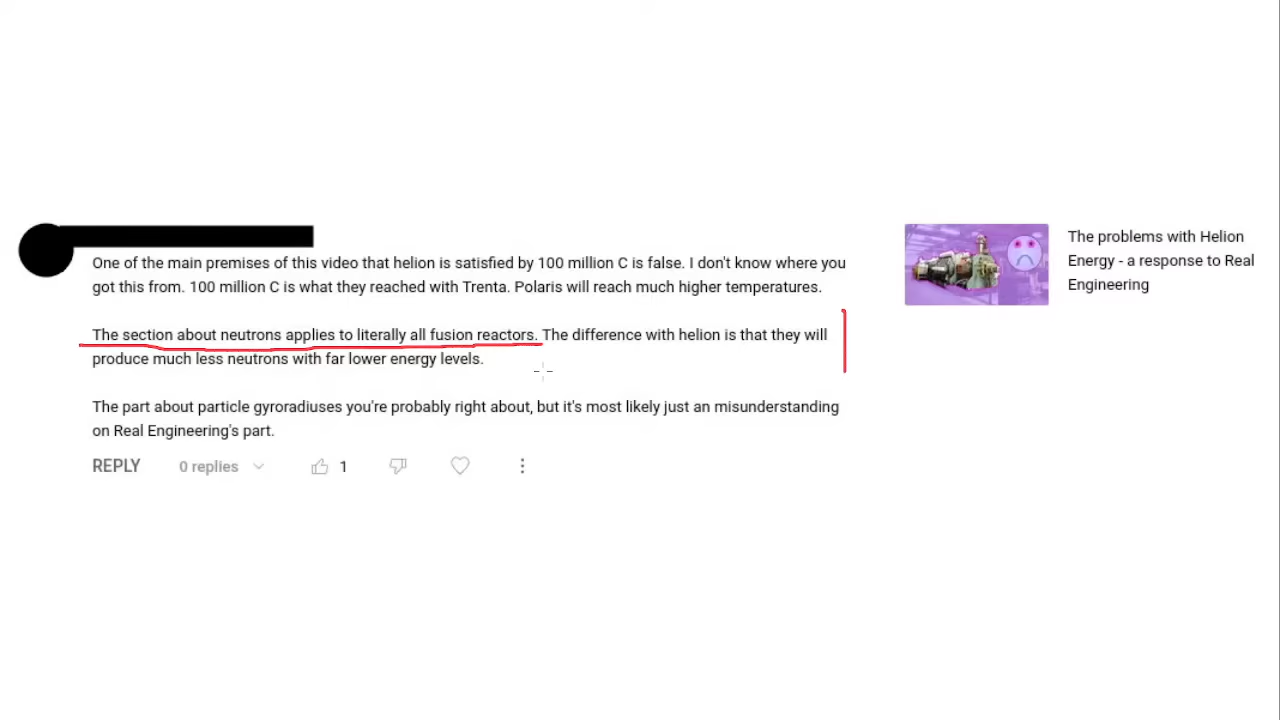 One of the main premises of this video that helion is satisfied by 100 million C is false. I don't know where you
got this from. 100 million C is what they reached with Trenta. Polaris will reach much higher temperatures.
The section about neutrons applies to literally all fusion reactors. The difference with helion is that they will
produce much less neutrons with far lower energy levels.
The part about particle gyroradiuses you're probably right about, but it's most likely just an misunderstanding
on Real Engineering's part.
REPLY 0 replies 1
The problems with Helion
Energy - a response to Real
Engineering